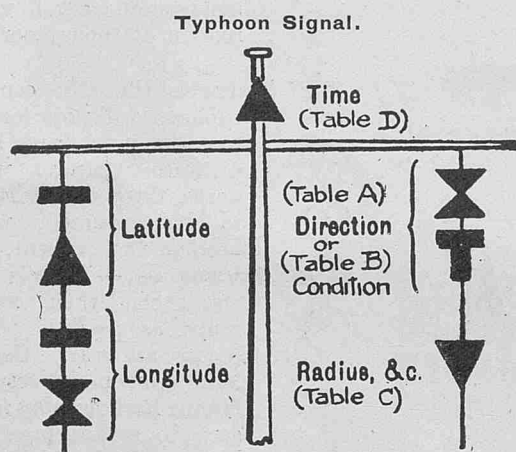 Typhoon Signal.
Time
(Table D)
Latitude
Longitude
(Table A)
Direction
or
(Table B)
Condition
Radius, &c.
(Table C)